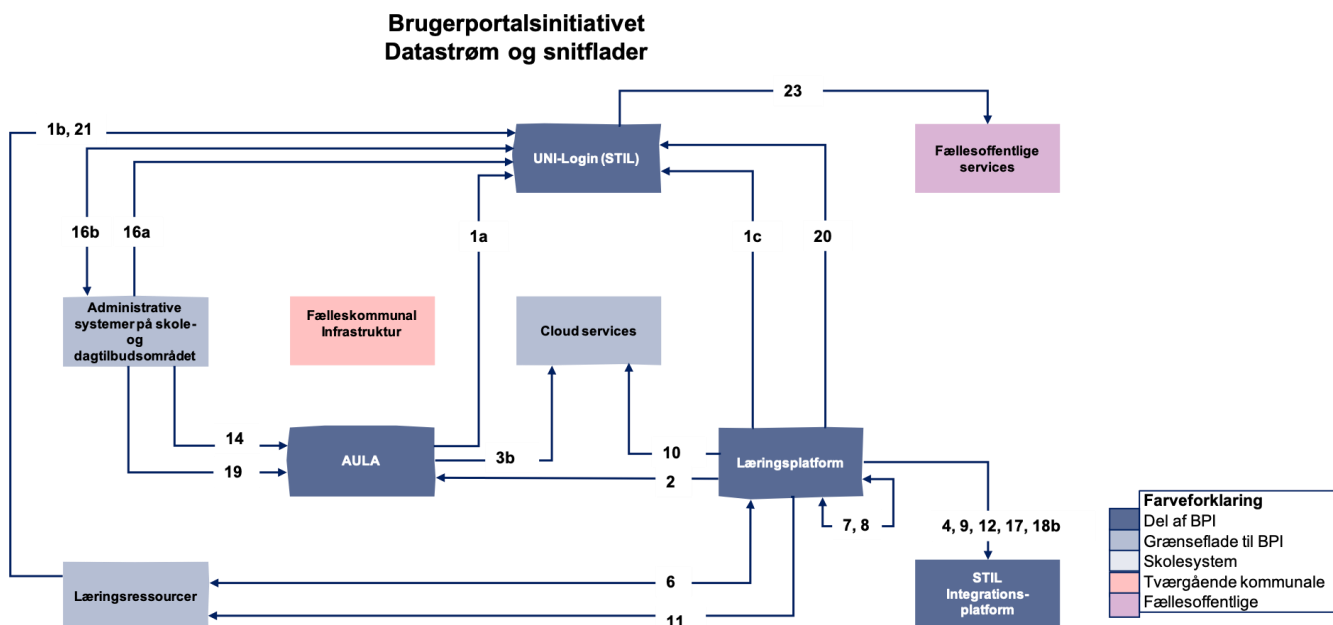 Brugerportalsinitiativet
Datastrøm og snitflader
23
1b, 21
UNI-Login (STIL)
Fællesoffentlige
services
16b
16a
1a
1c
20
Administrative
systemer på skole-
og
dagtilbudsområdet
Fælleskommunal
Infrastruktur
Cloud services
14
19
AULA
3b
10
2
Læringsplatform
7, 8
4, 9, 12, 17, 18b
Farveforklaring
Del af BPI
Grænseflade til BPI
Skolesystem
Tværgående kommunale
Fællesoffentlige
Læringsressourcer
6
11
STIL
Integrations-
platform